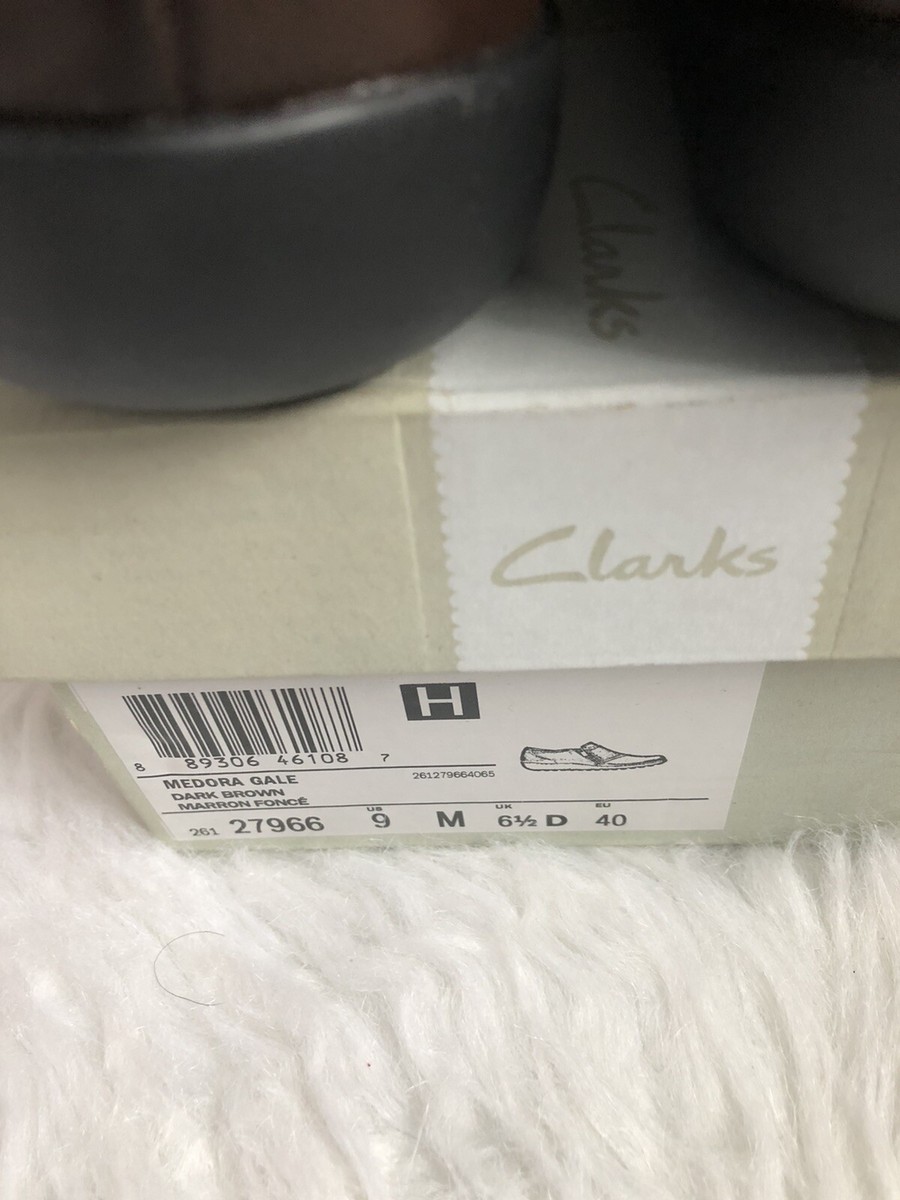 Clarks
Clarks
H
8 89306 46108 7
MEDORA GALE
261279664065
DARK BROWN
MARRON FONCÉ
US UK EU
261 27966 9 M 6½ D 40